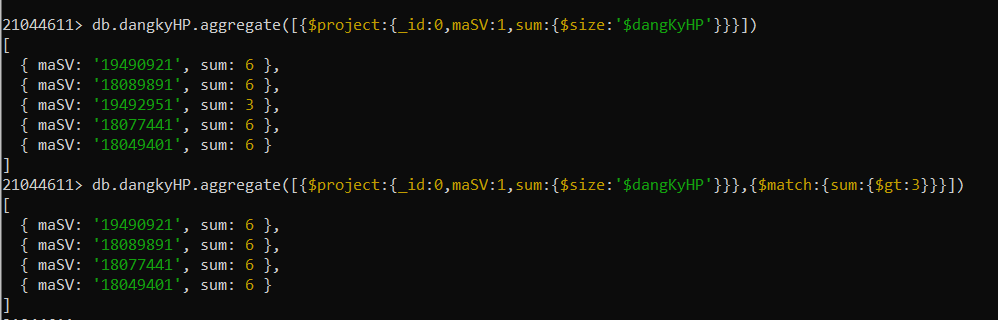 21044611> db.dangkyHP.aggregate([{$project:{_id:0,maSV:1,sum:{$size:'$dangKyHP'}}}])
[
  { maSV: '19490921', sum: 6 },
  { maSV: '18089891', sum: 6 },
  { maSV: '19492951', sum: 3 },
  { maSV: '18077441', sum: 6 },
  { maSV: '18049401', sum: 6 }
]
21044611> db.dangkyHP.aggregate([{$project:{_id:0,maSV:1,sum:{$size:'$dangKyHP'}}},{$match:{sum:{$gt:3}}}])
[
  { maSV: '19490921', sum: 6 },
  { maSV: '18089891', sum: 6 },
  { maSV: '18077441', sum: 6 },
  { maSV: '18049401', sum: 6 }
]